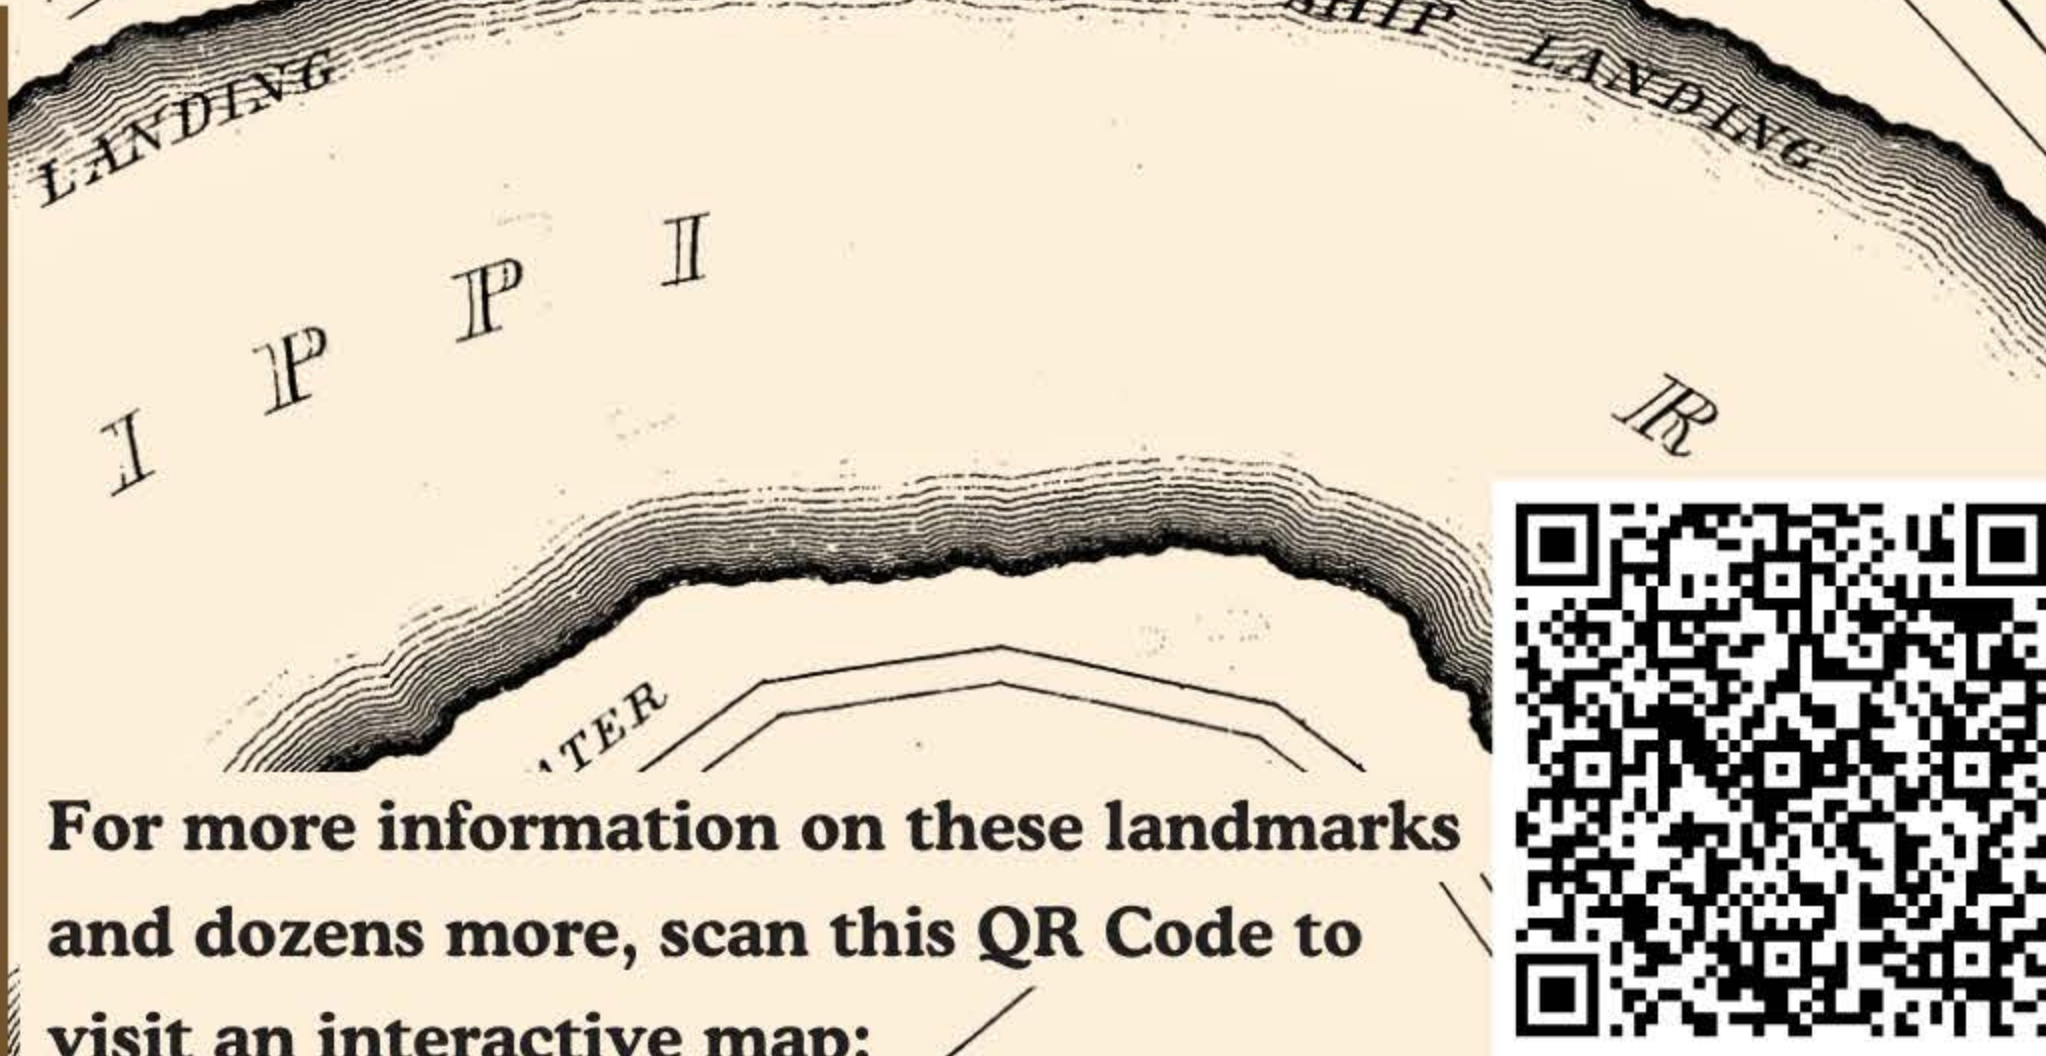 SHIP LANDING
LANDING
I P P I
R
For more information on these landmarks
and dozens more, scan this QR Code to
visit an interactive map: